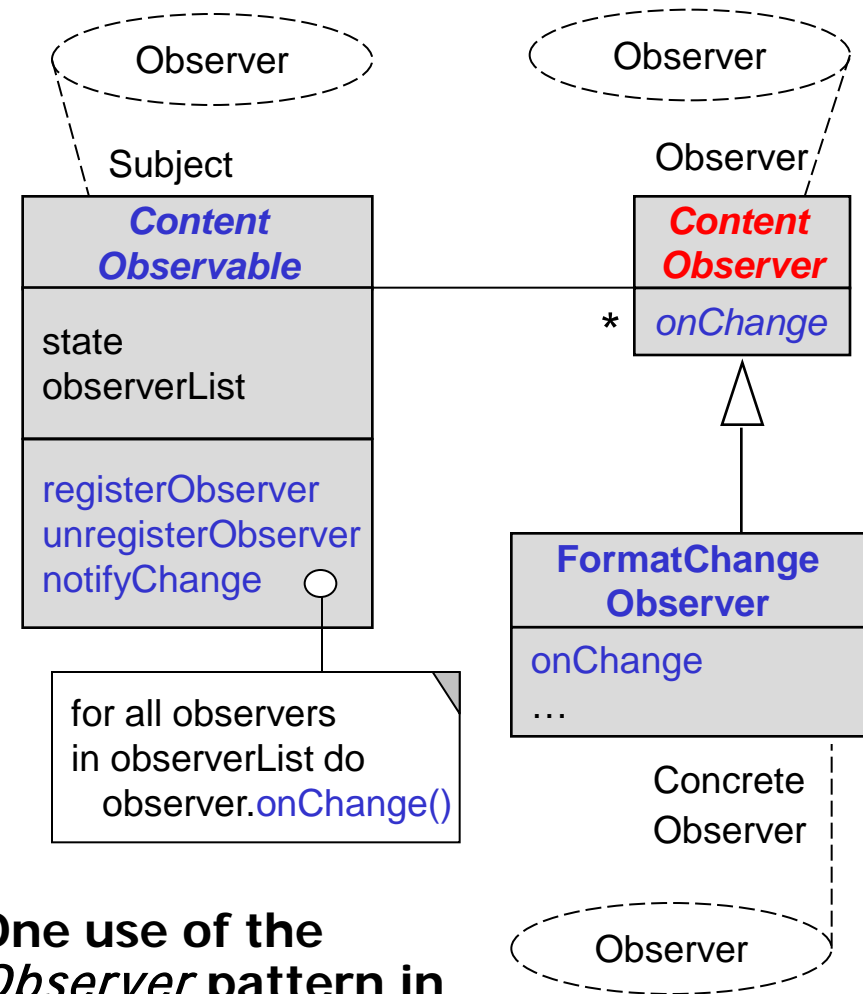 Observer
Observer
Subject
Observer
Content
Observable
Content
Observer
*
onChange
state
observerList
registerObserver
unregisterObserver
notifyChange
FormatChange
Observer
onChange
…
for all observers
in observerList do
observer.onChange()
Concrete
Observer
Observer
One use of the
Observer pattern in